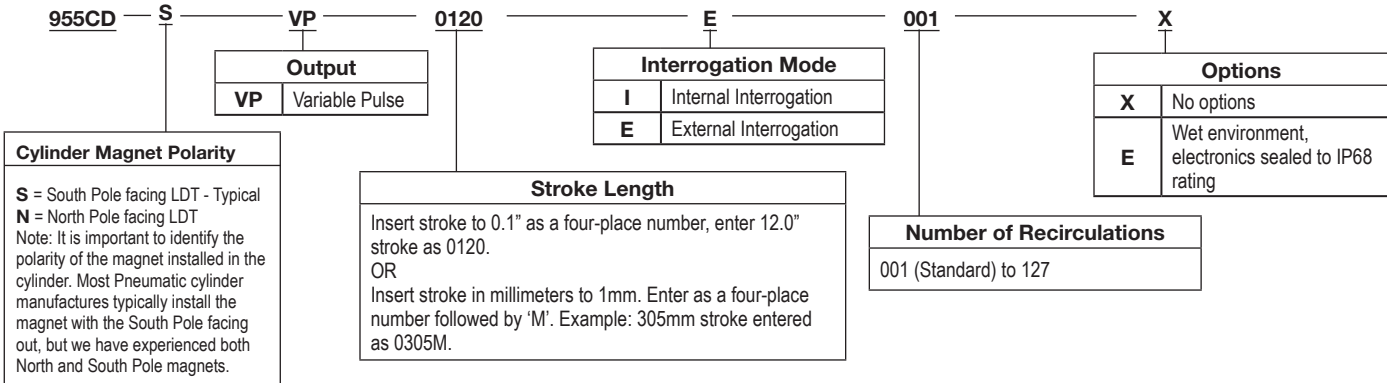 955CD S VP 0120 E 001 X
Output
VP Variable Pulse
Interrogation Mode
I Internal Interrogation
E External Interrogation
Options
X No options
E Wet environment,
electronics sealed to IP68
rating
Cylinder Magnet Polarity
S = South Pole facing LDT - Typical
N = North Pole facing LDT
Note: It is important to identify the
polarity of the magnet installed in the
cylinder. Most Pneumatic cylinder
manufactures typically install the
magnet with the South Pole facing
out, but we have experienced both
North and South Pole magnets.
Stroke Length
Insert stroke to 0.1” as a four-place number, enter 12.0”
stroke as 0120.
OR
Insert stroke in millimeters to 1mm. Enter as a four-place
number followed by ‘M’. Example: 305mm stroke entered
as 0305M.
Number of Recirculations
001 (Standard) to 127